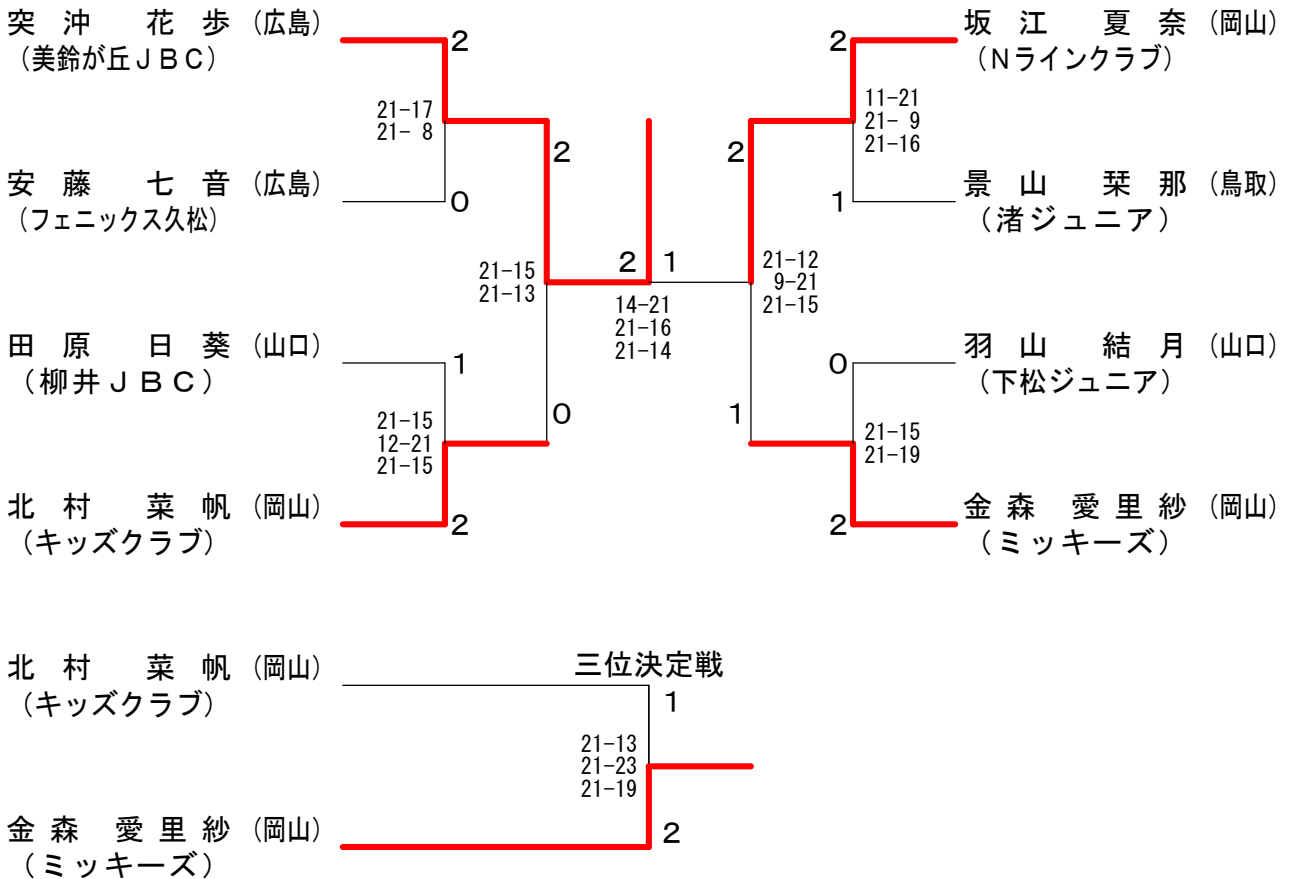 突沖 花歩 (広島)
(美鈴が丘JBC)
2
21-17
21- 8
安藤 七音 (広島)
(フェニックス久松)
0
2
21-15
21-13
田原 日葵 (山口)
(柳井JBC)
1
21-15
12-21
21-15
0
北村 菜帆 (岡山)
(キッズクラブ)
2
2 1
14-21
21-16
21-14
坂江 夏奈 (岡山)
(Nラインクラブ)
2
11-21
21- 9
21-16
2
景山 栞那 (鳥取)
(渚ジュニア)
1
21-12
9-21
21-15
羽山 結月 (山口)
(下松ジュニア)
0
21-15
21-19
1
金森 愛里紗 (岡山)
(ミッキーズ)
2
三位決定戦
北村 菜帆 (岡山)
(キッズクラブ)
1
21-13
21-23
21-19
金森 愛里紗 (岡山)
(ミッキーズ)
2